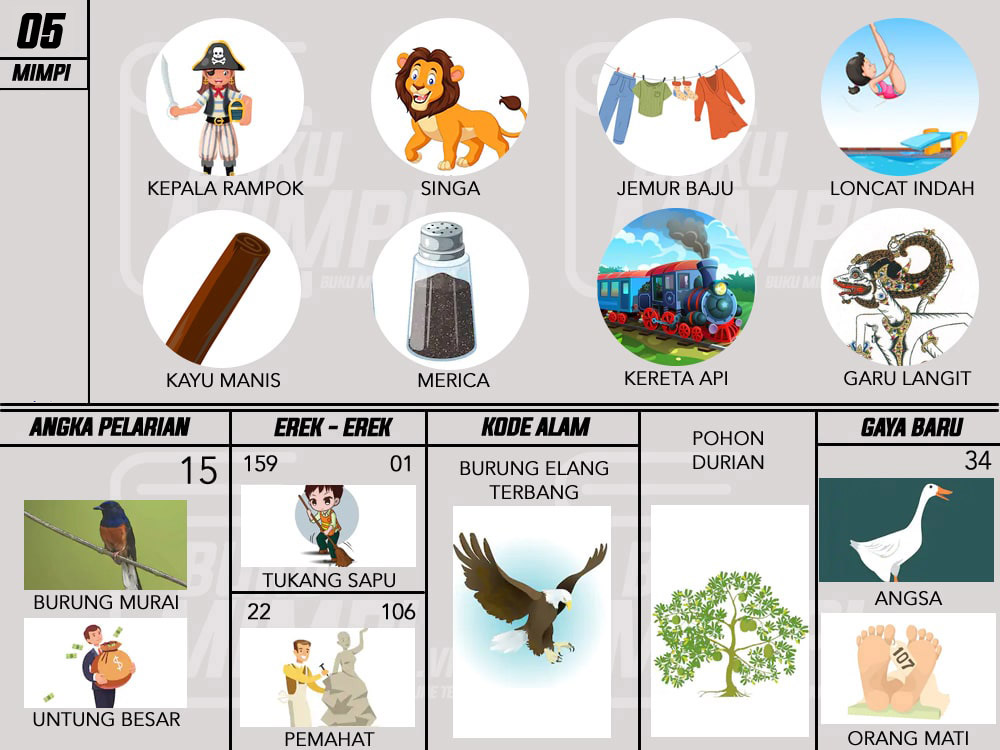 05
MIMPI
KEPALA RAMPOK
SINGA
JEMUR BAJU
LONCAT INDAH
KAYU MANIS
MERICA
KERETA API
GARU LANGIT
ANGKA PELARIAN
15
BURUNG MURAI
UNTUNG BESAR
EREK - EREK
159 01
TUKANG SAPU
22 106
PEMAHAT
KODE ALAM
BURUNG ELANG
TERBANG
POHON
DURIAN
GAYA BARU
34
ANGSA
107
ORANG MATI
BUKU
MIMPI